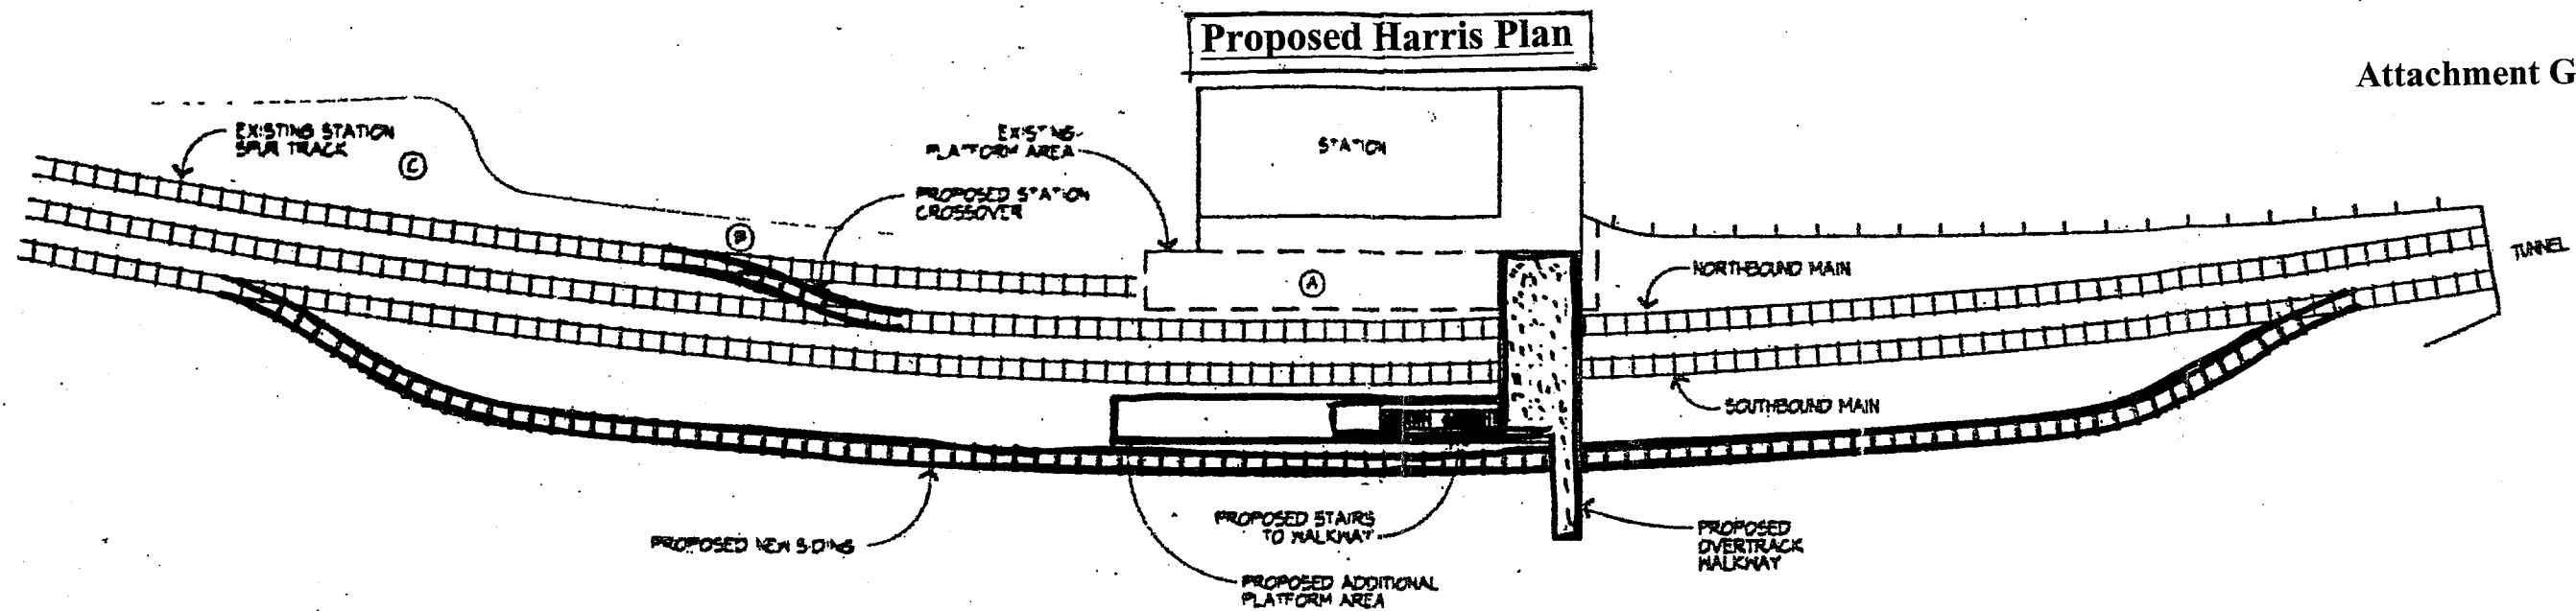 Proposed Harris Plan
Attachment G
EXISTING STATION
SPUR TRACK
C
EXISTING
PLATFORM AREA
STATION
PROPOSED STATION
CROSSOVER
B
A
NORTHBOUND MAIN
TUNNEL
SOUTHBOUND MAIN
PROPOSED NEW SIDING
PROPOSED STAIRS
TO WALKWAY
PROPOSED
OVERTRACK
WALKWAY
PROPOSED ADDITIONAL
PLATFORM AREA